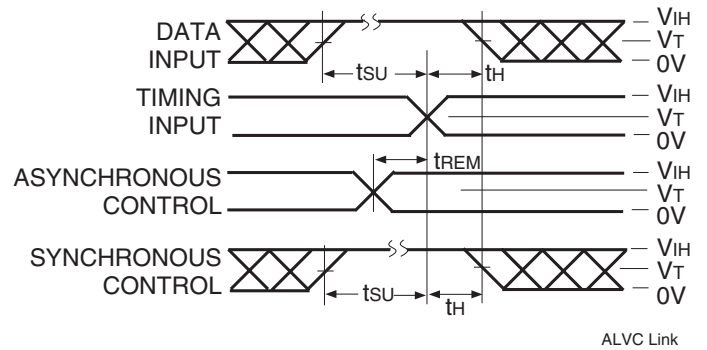 DATA INPUT
tSU
tH
VIH
VT
0V
TIMING INPUT
VIH
VT
0V
tREM
ASYNCHRONOUS CONTROL
VIH
VT
0V
SYNCHRONOUS CONTROL
tSU
tH
VIH
VT
0V
ALVC Link